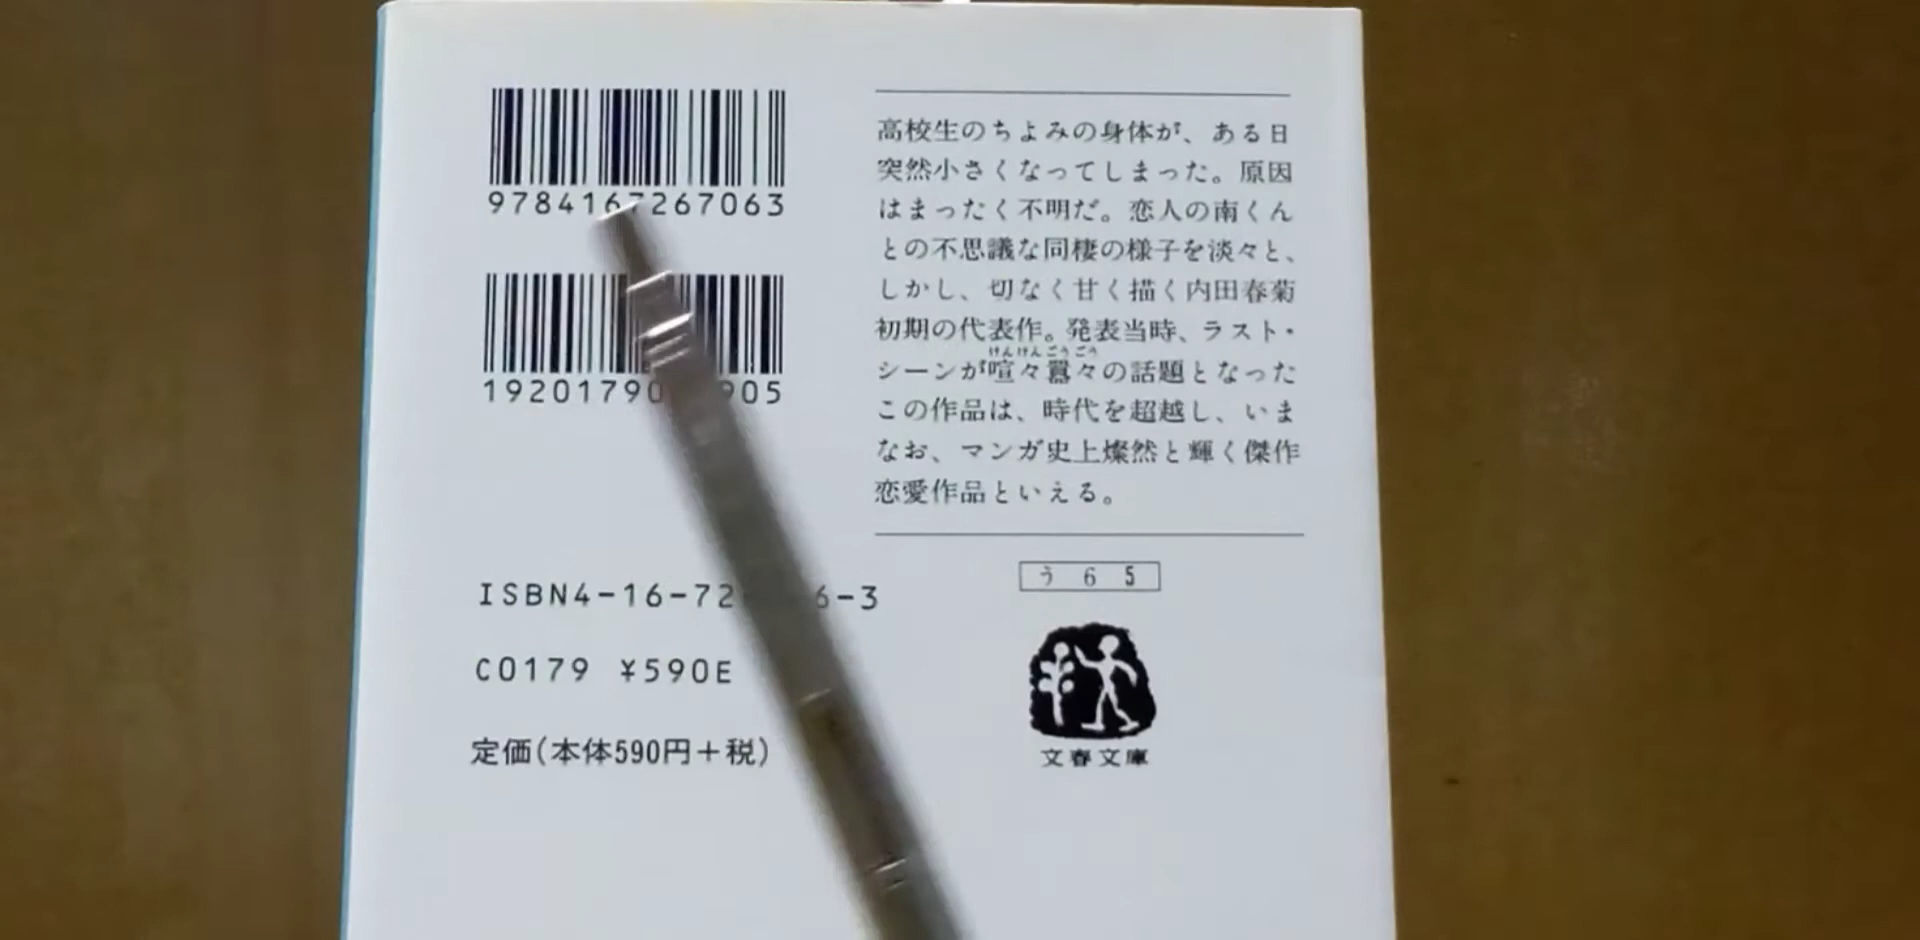 9784167267063
1920179005905
高校生のちよみの身体が、ある日
突然小さくなってしまった。原因
はまったく不明だ。恋人の南くん
との不思議な同棲の様子を淡々と、
しかし、切なく甘く描く内田春菊
初期の代表作。発表当時、ラスト・
けんけんごうごう
シーンが喧々囂々の話題となった
この作品は、時代を超越し、いま
なお、マンガ史上燦然と輝く傑作
恋愛作品といえる。
ISBN4-16-72 6-3
C0179 ¥590E
定価(本体590円+税)
う 6 5
文春文庫